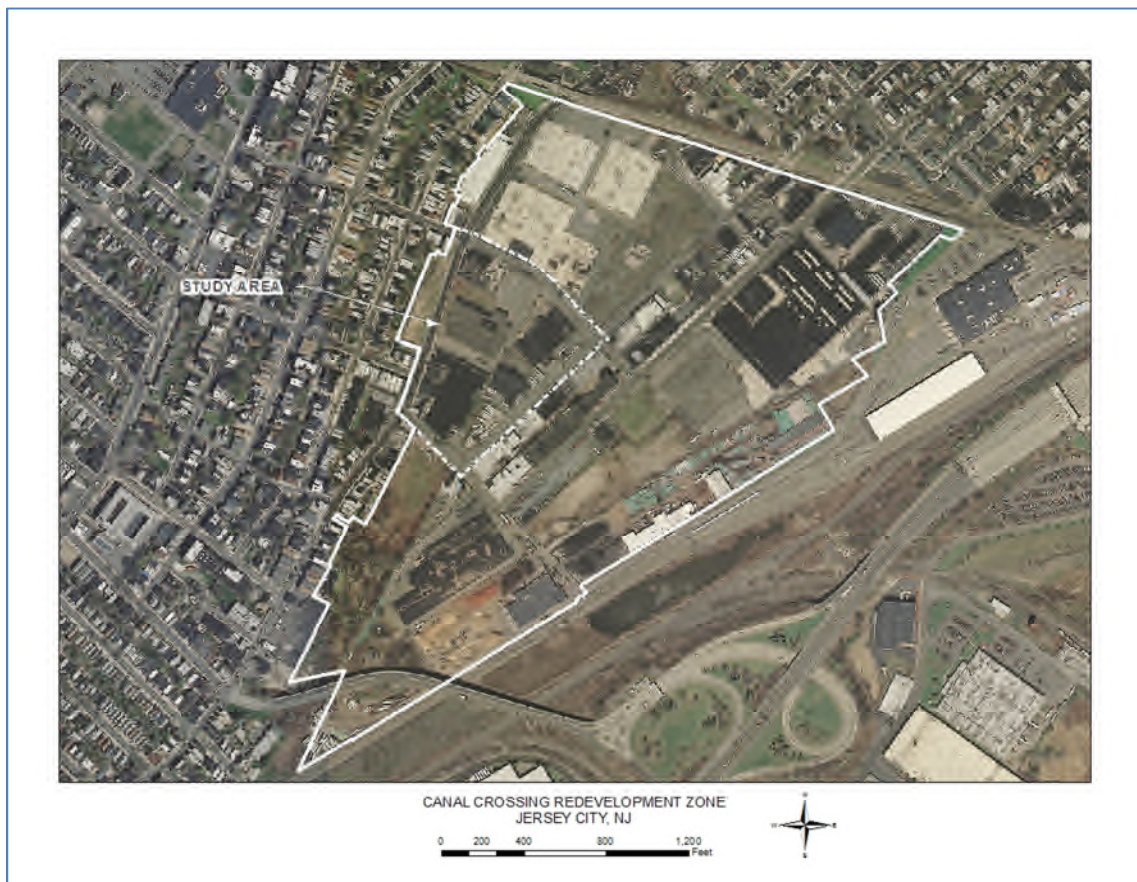 STUDY AREA
CANAL CROSSING REDEVELOPMENT ZONE
JERSEY CITY, NJ
0 200 400 800 1,200
Feet
N
W E
S